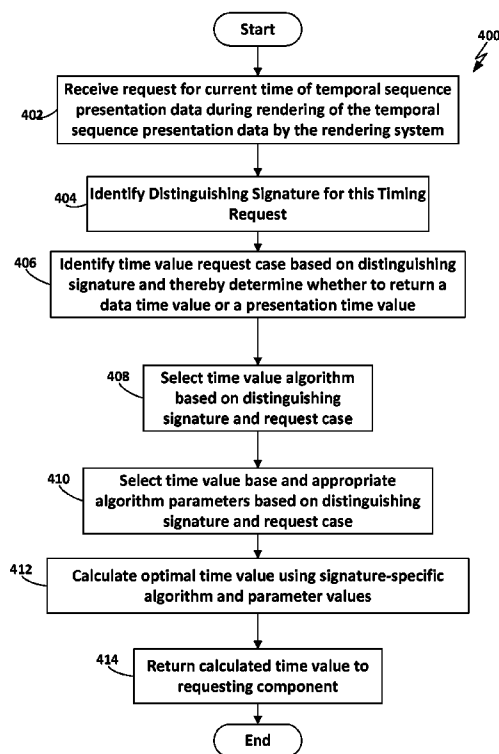 Start
400
Receive request for current time of temporal sequence
presentation data during rendering of the temporal
sequence presentation data by the rendering system
402
Identify Distinguishing Signature for this Timing
Request
404
406
Identify time value request case based on distinguishing
signature and thereby determine whether to return a
data time value or a presentation time value
408
Select time value algorithm
based on distinguishing
signature and request case
410
Select time value base and appropriate
algorithm parameters based on distinguishing
signature and request case
412
Calculate optimal time value using signature-specific
algorithm and parameter values
414
Return calculated time value to
requesting component
End